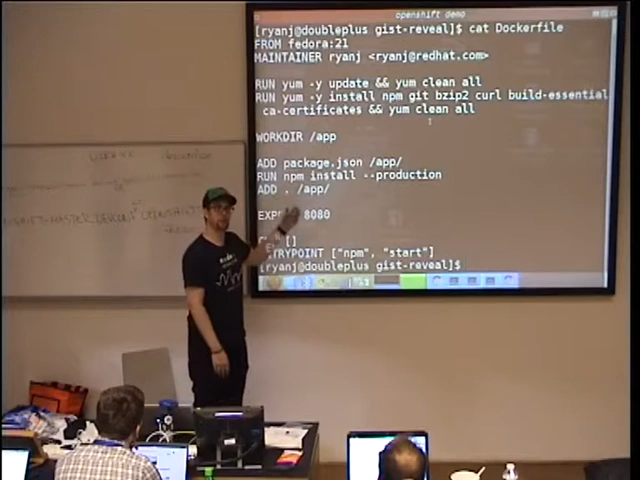 openshift demo
[ryanj@doubleplus gist-reveal]$ cat Dockerfile
FROM fedora:21
MAINTAINER ryanj <ryanj@redhat.com>
RUN yum -y update && yum clean all
RUN yum -y install npm git bzip2 curl build-essential
ca-certificates && yum clean all
WORKDIR /app
ADD package.json /app/
RUN npm install --production
ADD . /app/
EXP 8080
[]
TRYPOINT ["npm", "start"]
[ryanj@doubleplus gist-reveal]$